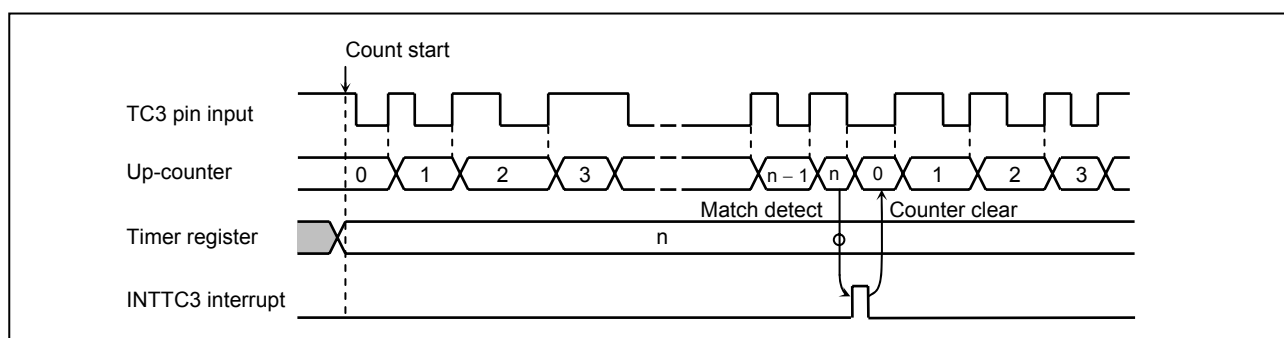 Count start
TC3 pin input
Up-counter
0 1 2 3 n – 1 n 0 1 2 3
Match detect
Counter clear
Timer register
n
INTTC3 interrupt